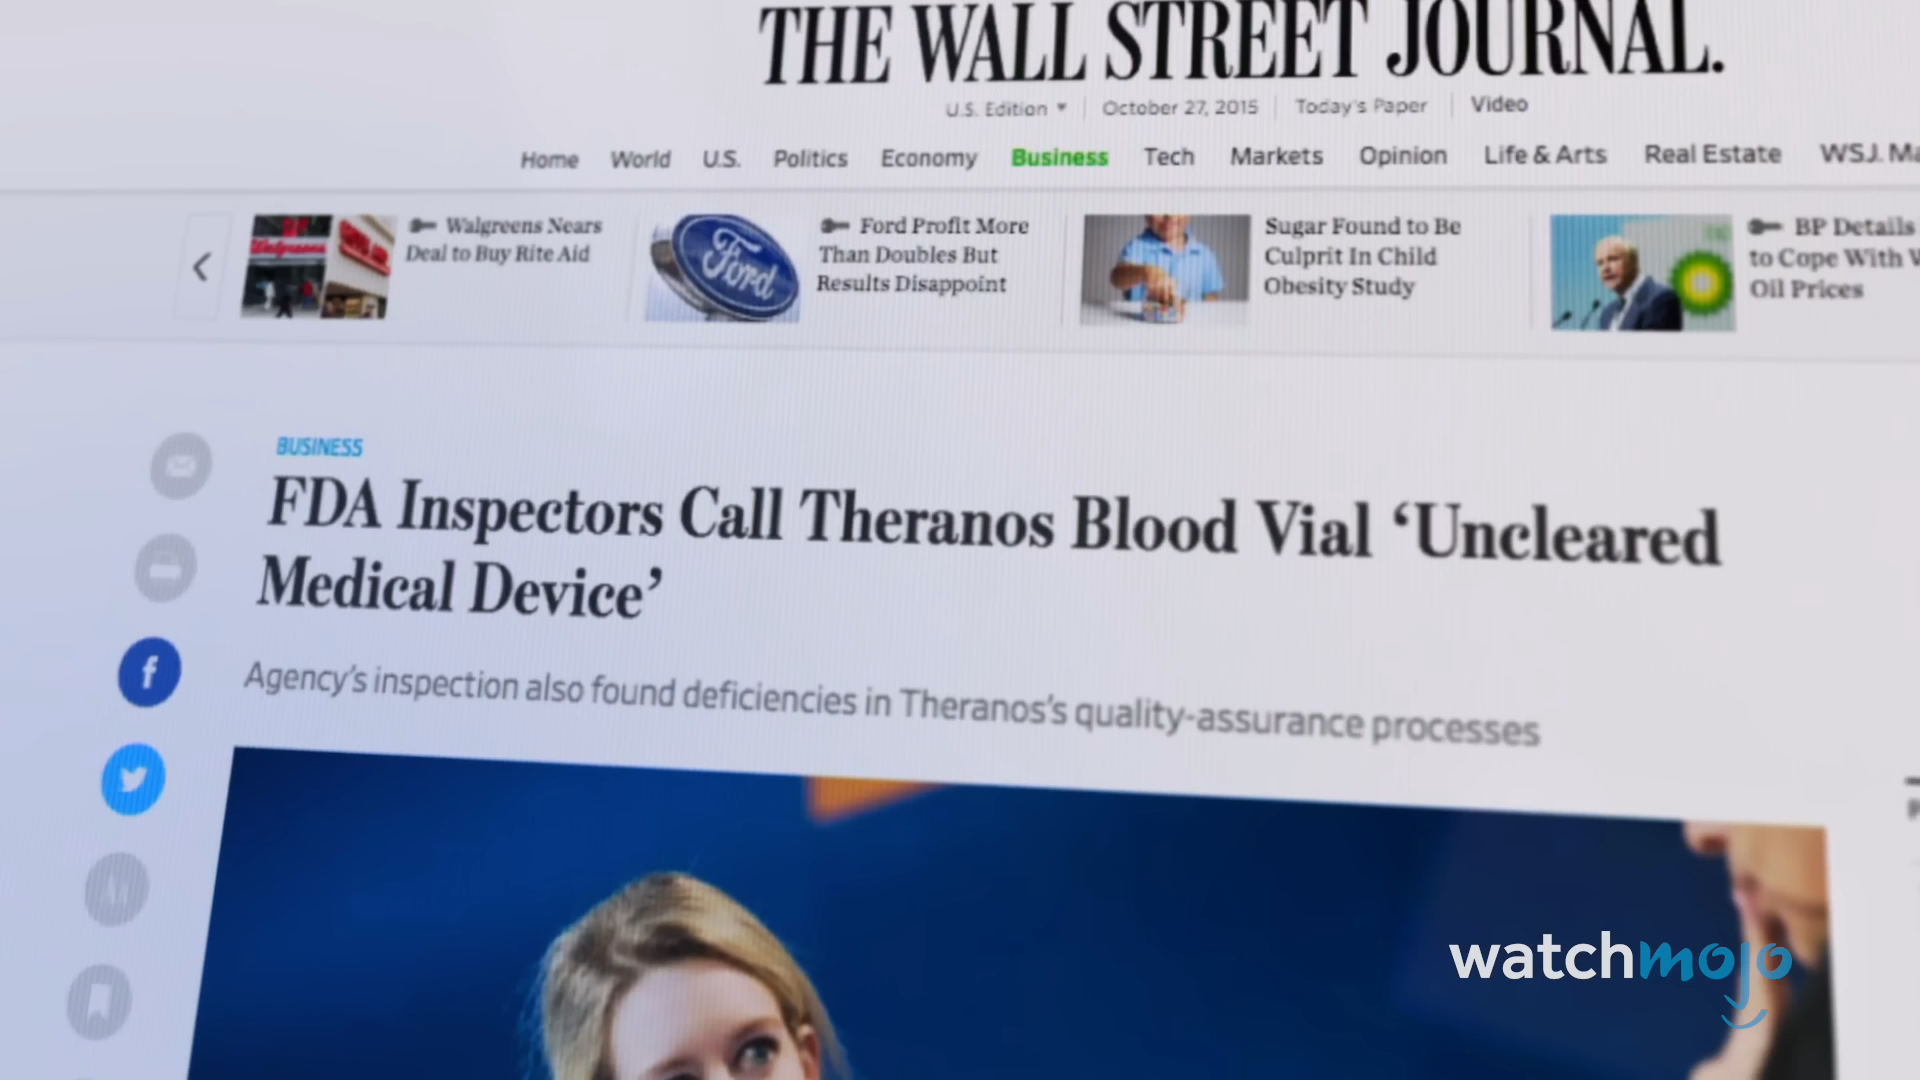 THE WALL STREET JOURNAL.
U.S. Edition
October 27, 2015
Today's Paper
Video
Home
World
U.S.
Politics
Economy
Business
Tech
Markets
Opinion
Life & Arts
Real Estate
WSJ.
Walgreens
Walgreens Nears
Deal to Buy Rite Aid
Ford
Ford Profit More
Than Doubles But
Results Disappoint
Sugar Found to Be
Culprit In Child
Obesity Study
BP Details
to Cope With
Oil Prices
BUSINESS
FDA Inspectors Call Theranos Blood Vial ‘Uncleared
Medical Device’
Agency’s inspection also found deficiencies in Theranos’s quality-assurance processes
f
watchmojo